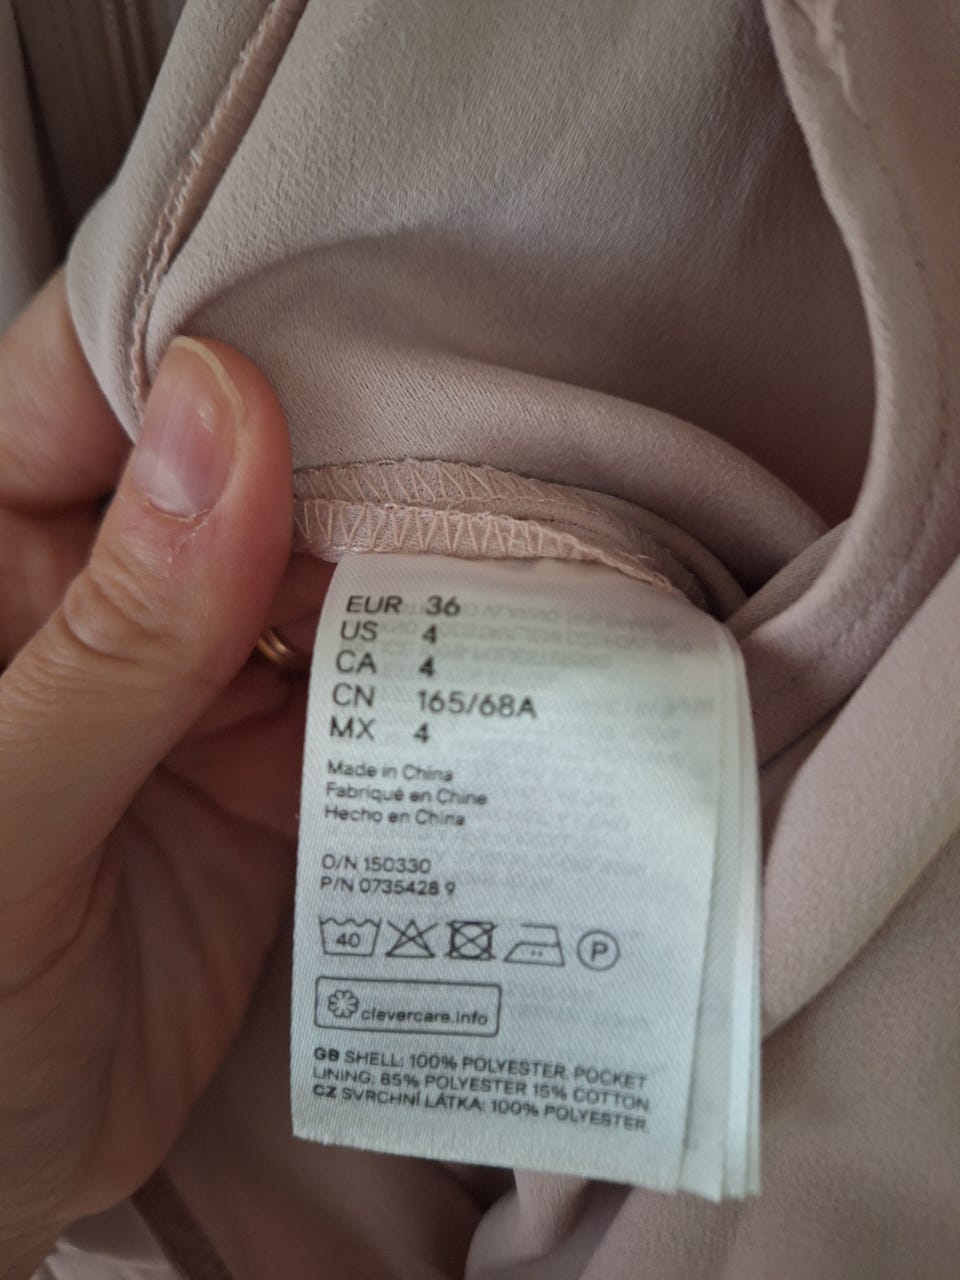 EUR 36
US 4
CA 4
CN 165/68A
MX 4
Made in China
Fabriqué en Chine
Hecho en China
O/N 150330
P/N 0735428 9
40 P
clevercare.info
GB SHELL: 100% POLYESTER. POCKET
LINING: 85% POLYESTER 15% COTTON
CZ SVRCHNÍ LÁTKA: 100% POLYESTER.